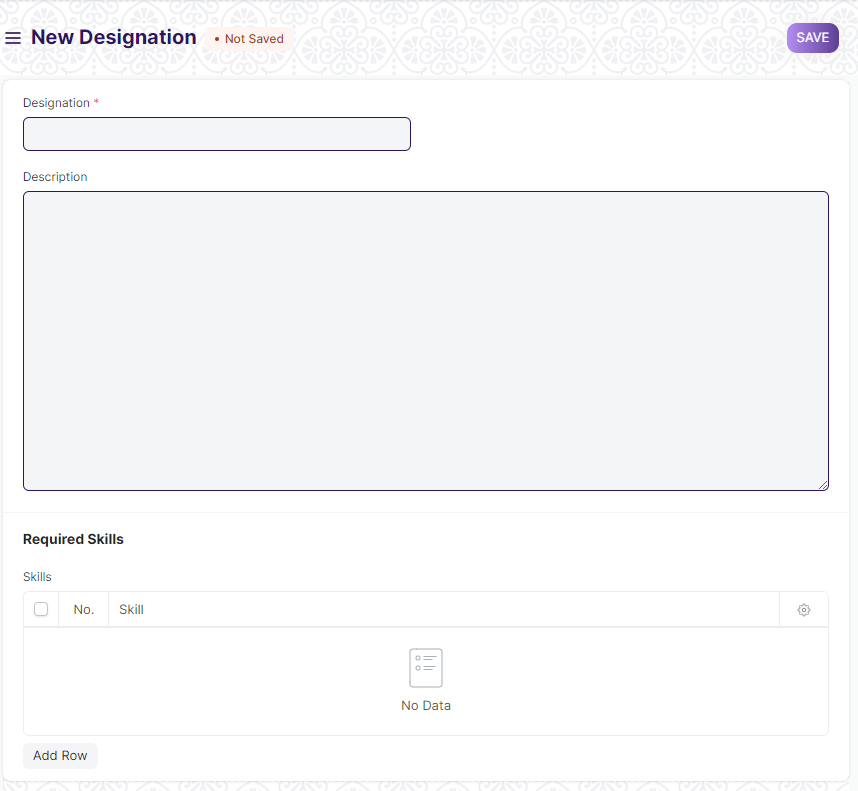 New Designation • Not Saved SAVE
Designation *
Description
Required Skills
Skills
No. Skill
No Data
Add Row